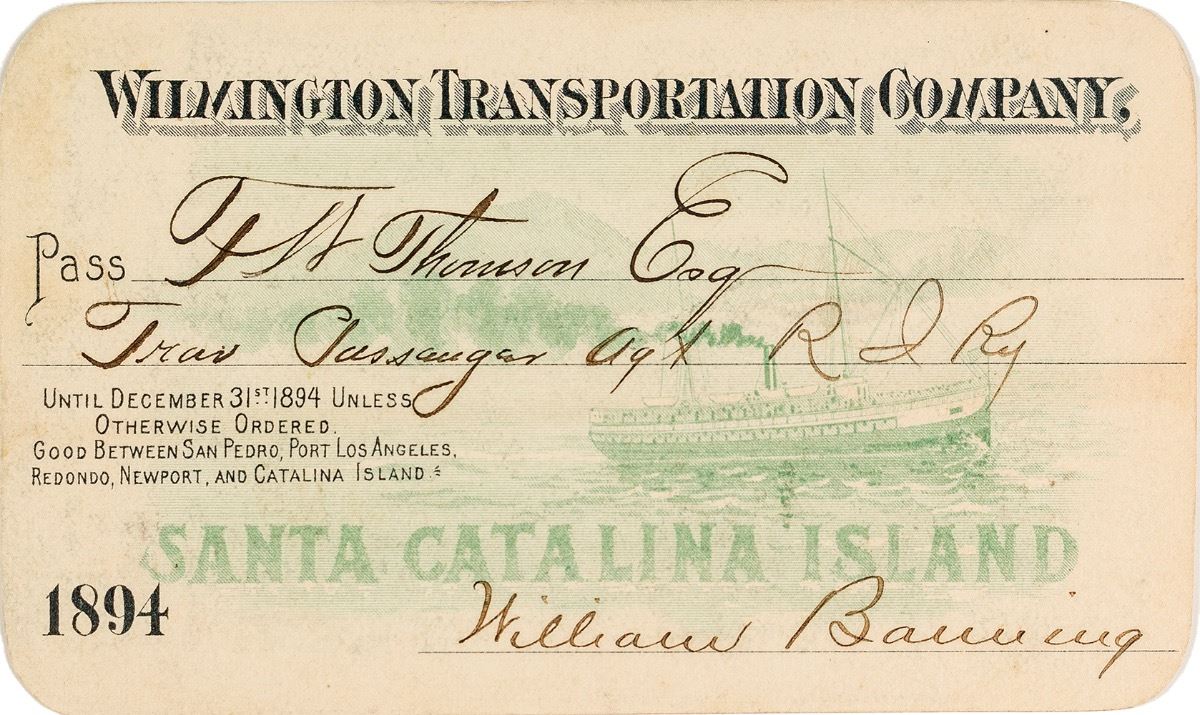 WILMINGTON TRANSPORTATION COMPANY,
Pass F W Thomson Esq
Trav Passenger Agt R I Ry
UNTIL DECEMBER 31ST 1894 UNLESS
OTHERWISE ORDERED.
GOOD BETWEEN SAN PEDRO, PORT LOS ANGELES,
REDONDO, NEWPORT, AND CATALINA ISLAND.
SANTA CATALINA ISLAND
1894
William Banning